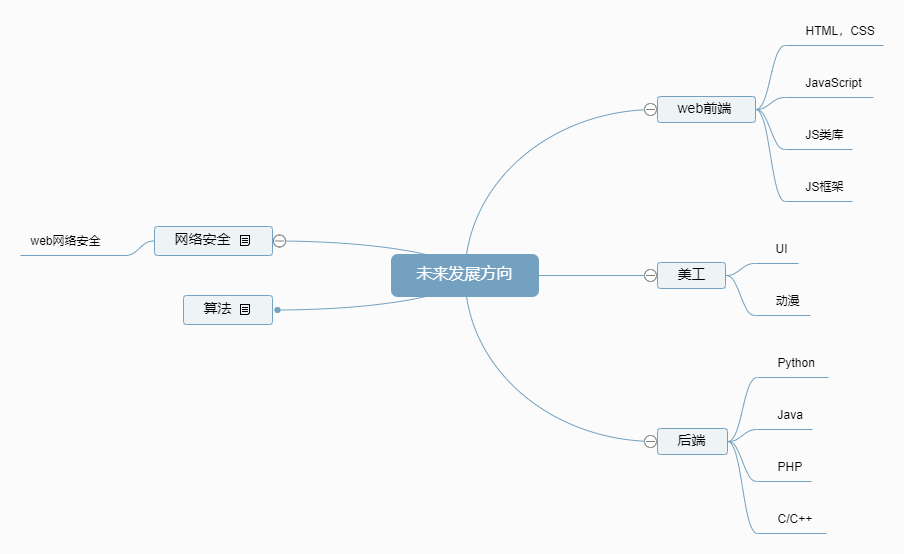 未来发展方向
web前端
HTML，CSS
JavaScript
JS类库
JS框架
美工
UI
动漫
后端
Python
Java
PHP
C/C++
网络安全
web网络安全
算法